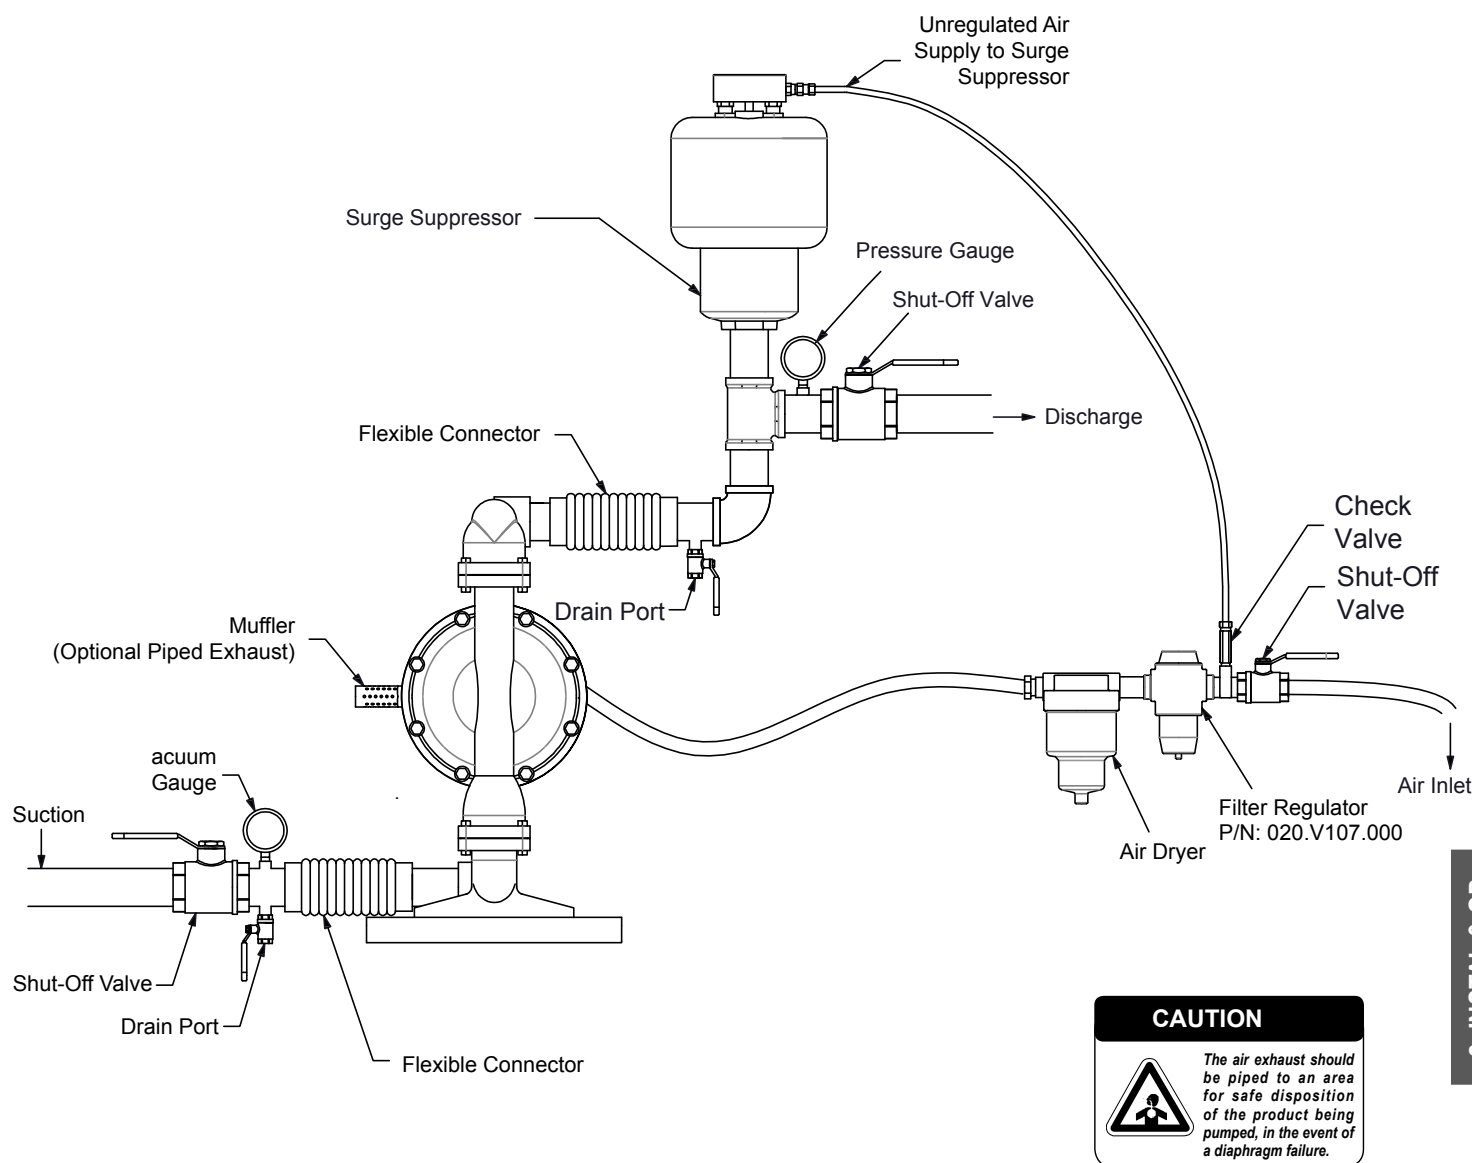 Unregulated Air
Supply to Surge
Suppressor
Surge Suppressor
Pressure Gauge
Shut-Off Valve
Discharge
Flexible Connector
Check
Valve
Shut-Off
Valve
Drain Port
Muffler
(Optional Piped Exhaust)
acuum
Gauge
Suction
Air Inlet
Filter Regulator
P/N: 020.V107.000
Air Dryer
Shut-Off Valve
Drain Port
Flexible Connector
CAUTION
The air exhaust should
be piped to an area
for safe disposition
of the product being
pumped, in the event of
a diaphragm failure.